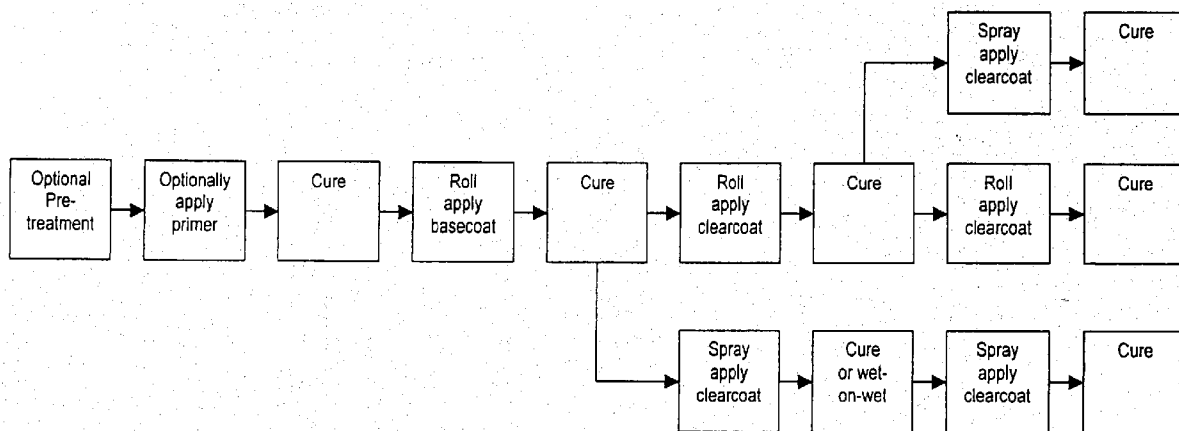 Spray
apply
clearcoat
Cure
Optional
Pre-
treatment
Optionally
apply
primer
Cure
Roll
apply
basecoat
Cure
Roll
apply
clearcoat
Cure
Roll
apply
clearcoat
Cure
Spray
apply
clearcoat
Cure
or wet-
on-wet
Spray
apply
clearcoat
Cure